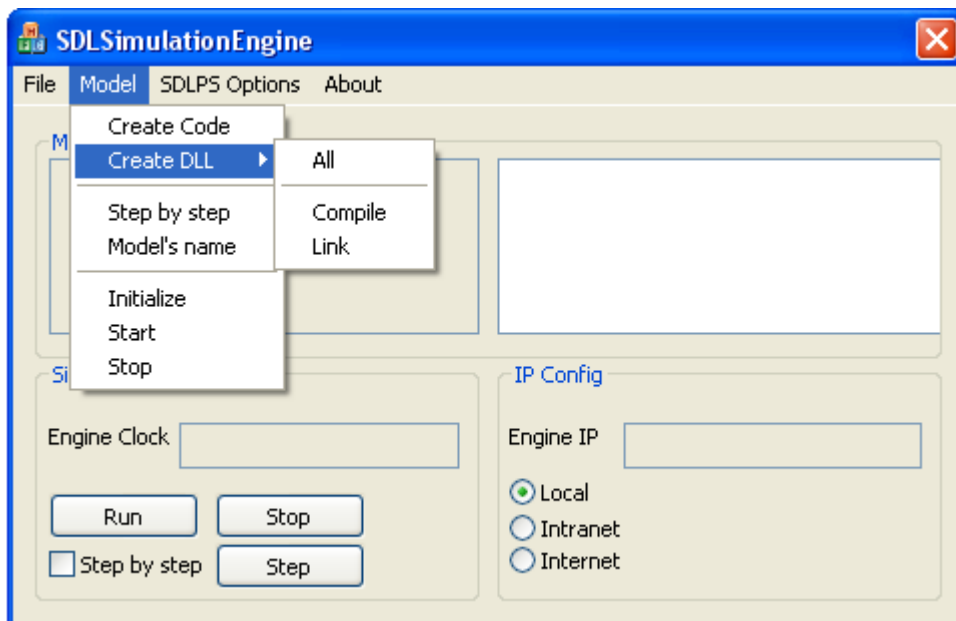 SDLSimulationEngine
File Model SDLPS Options About
Create Code
Create DLL
All
Compile
Link
Step by step
Model's name
Initialize
Start
Stop
M
Si
Engine Clock
Run Stop
Step by step Step
IP Config
Engine IP
Local
Intranet
Internet